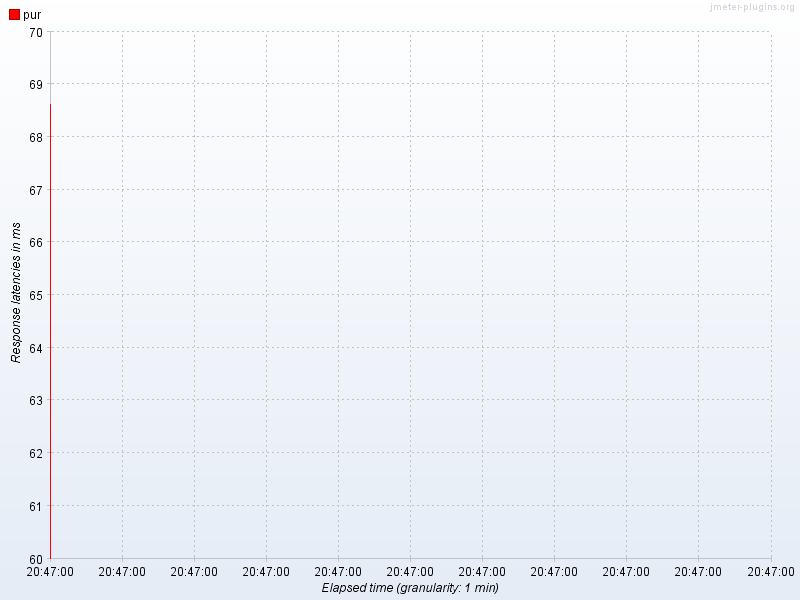 jmeter-plugins.org
pur
70
69
68
67
66
65
64
63
62
61
60
Response latencies in ms
20:47:00 20:47:00 20:47:00 20:47:00 20:47:00 20:47:00 20:47:00 20:47:00 20:47:00 20:47:00 20:47:00
Elapsed time (granularity: 1 min)